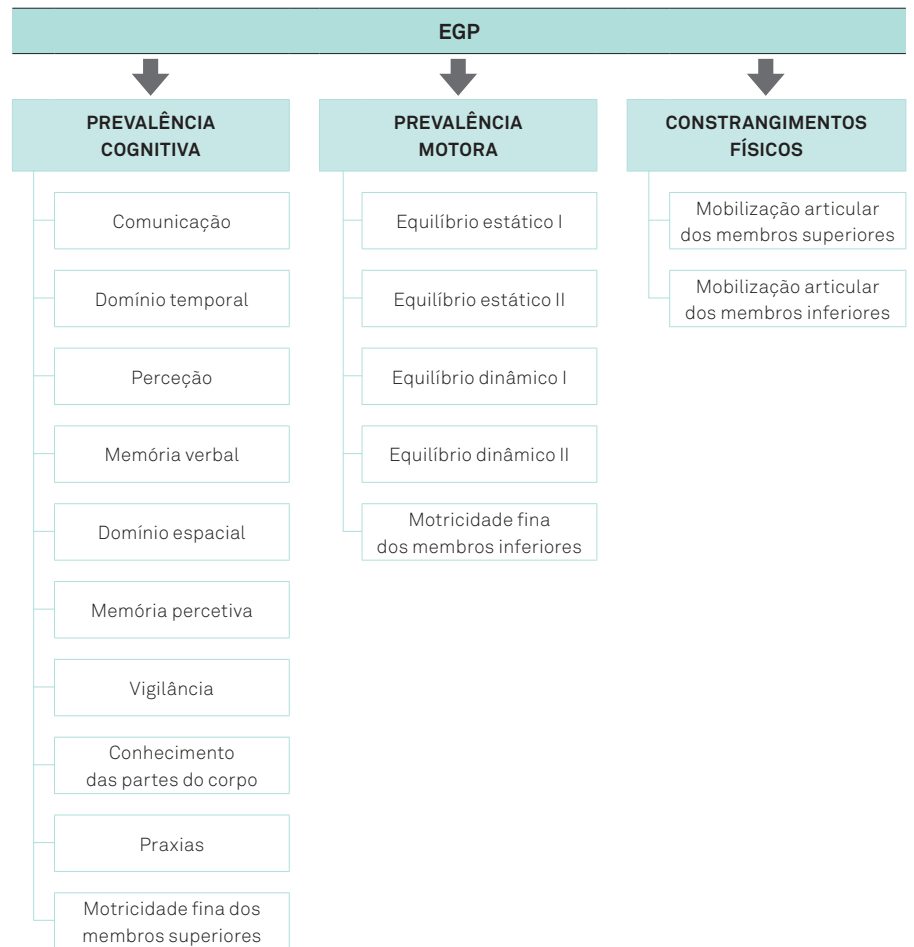 EGP
PREVALÊNCIA
COGNITIVA
Comunicação
Domínio temporal
Perceção
Memória verbal
Domínio espacial
Memória percetiva
Vigilância
Conhecimento
das partes do corpo
Praxias
Motricidade fina dos
membros superiores
PREVALÊNCIA
MOTORA
Equilíbrio estático I
Equilíbrio estático II
Equilíbrio dinâmico I
Equilíbrio dinâmico II
Motricidade fina
dos membros inferiores
CONSTRANGIMENTOS
FÍSICOS
Mobilização articular
dos membros superiores
Mobilização articular
dos membros inferiores